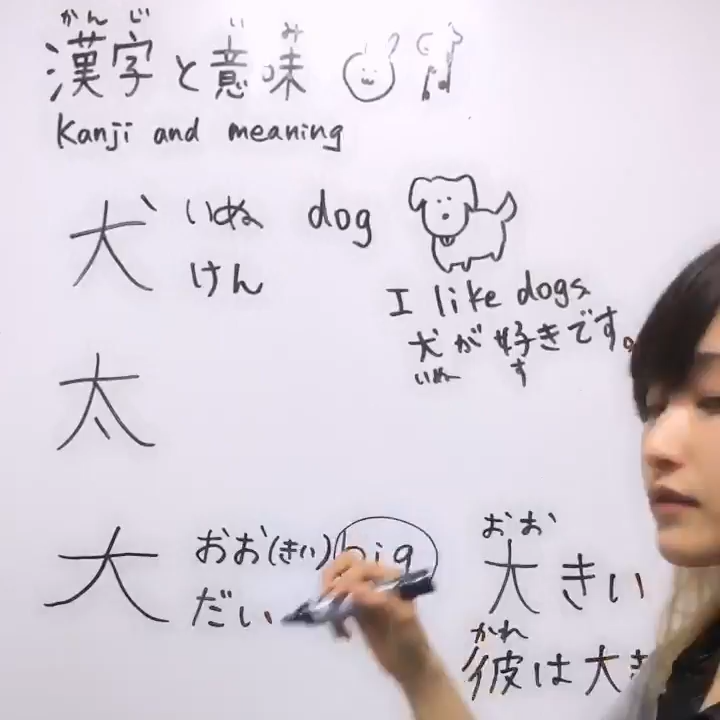 かんじ い み
漢字と意味
Kanji and meaning
犬 いぬ dog
けん
I like dogs
犬が好きです。
いぬ す
太
大 おお(きい) big
だい
おお
大きい
かれ
彼は大き